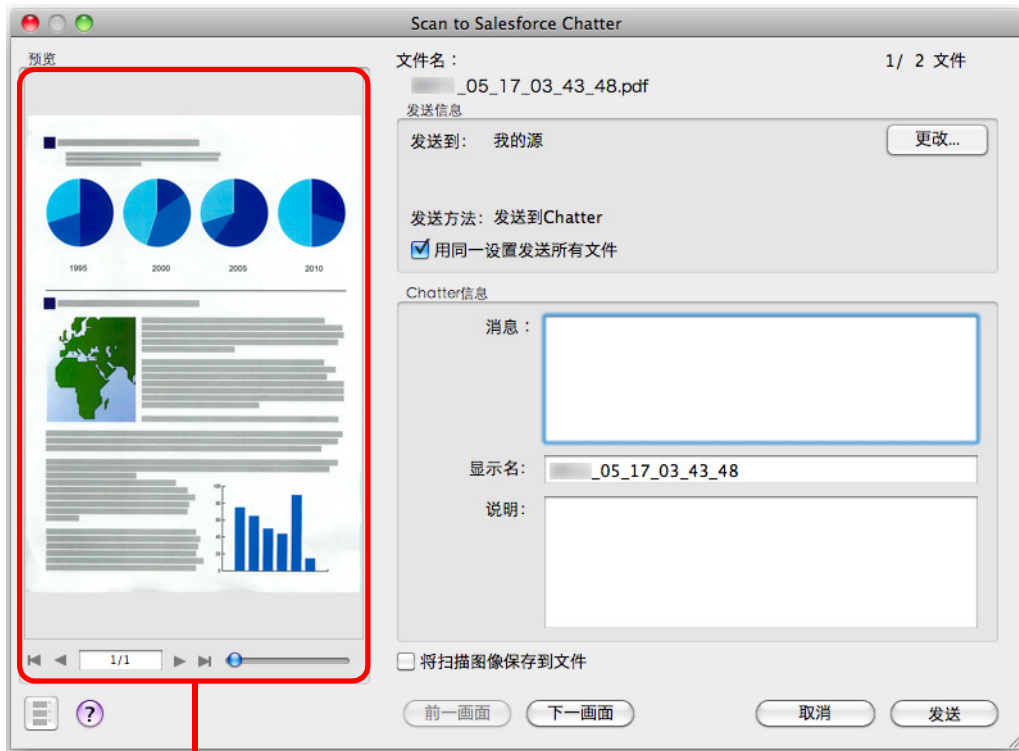 Scan to Salesforce Chatter
预览
文件名：
1/ 2 文件
_05_17_03_43_48.pdf
发送信息
发送到: 我的源
更改...
发送方法: 发送到Chatter
用同一设置发送所有文件
1995 2000 2005 2010
Chatter信息
消息：
显示名:
_05_17_03_43_48
说明:
100
80
60
40
20
1/1
将扫描图像保存到文件
?
前一画面
下一画面
取消
发送